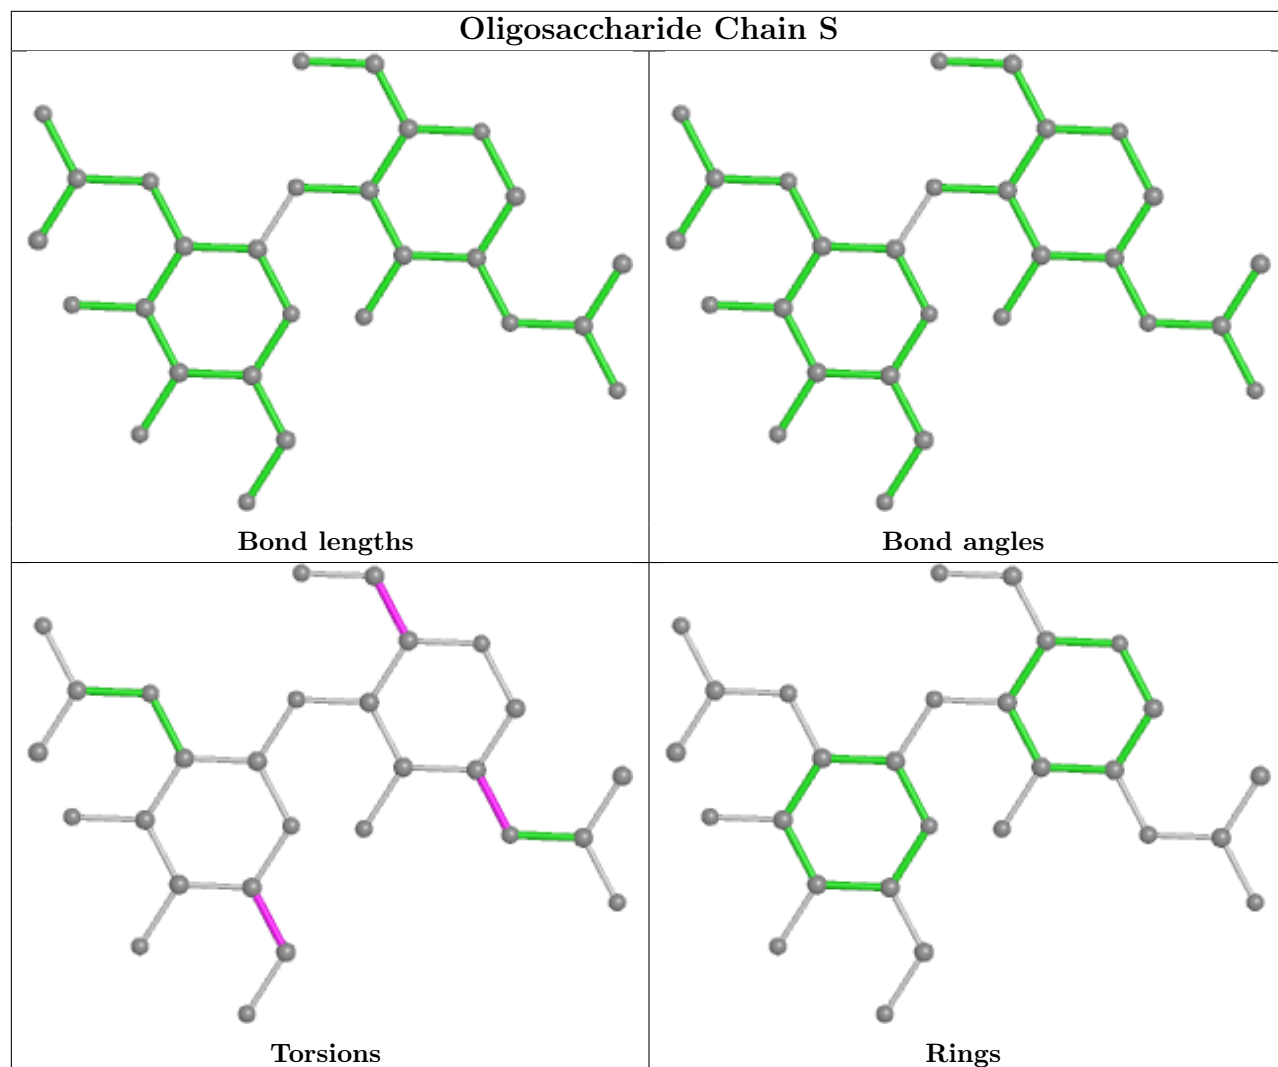 Oligosaccharide Chain S
Bond lengths
Bond angles
Torsions
Rings